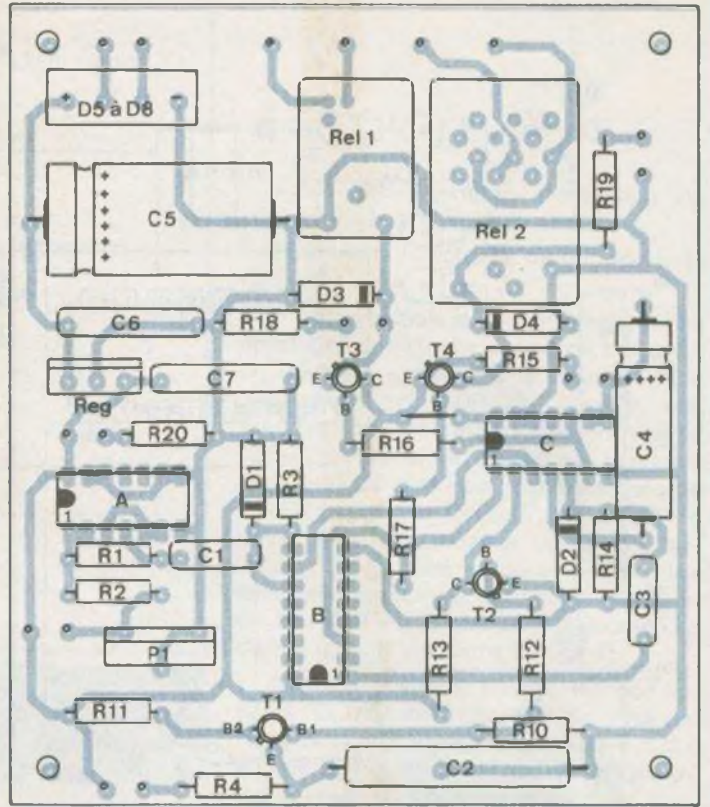 + -
D5 à D8
Rel 1
C5
++++++
Rel 2
R19
D3
C6
R18
D4
T3
T4
E
C
B
E
C
B
R15
C7
Reg
++++
C4
R20
R16
C
1
D1
R3
A
1
R17
R1
C1
D2
R14
B
C
E
T2
R2
B
1
C3
P1
R13
R12
R11
T1
B2
B1
E
R10
C2
R4